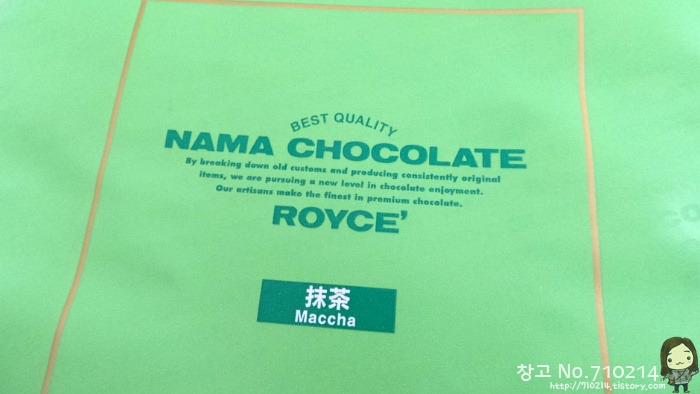 BEST QUALITY
NAMA CHOCOLATE
By breaking down old customs and producing consistently original
items, we are pursuing a new level in chocolate enjoyment.
Our artisans make the finest in premium chocolate.
ROYCE'
抹茶
Maccha
창고 No.710214
http://710214.tistory.com/